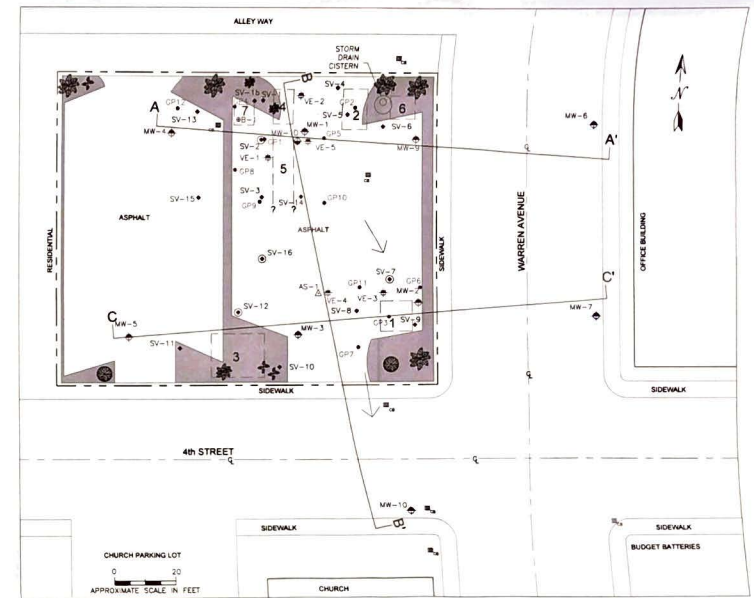 ALLEY WAY
STORM
DRAIN
CISTERN
B
SV-4
SV-1b
VE-2
GP2
GP12
SV-13
4
2
6
7
SV-5
SV-6
MW-6
A
A'
MW-4
MW-1
GP5
SV-2
GP1
VE-5
MW-9
VE-1
5
GP8
SV-3
GP9
SV-14
GP10
SV-15
? ?
ASPHALT
ASPHALT
RESIDENTIAL
SIDEWALK
WARREN AVENUE
OFFICE BUILDING
N
SV-16
SV-7
AS-1
GP11
GP6
MW-2
VE-4
VE-3
C'
SV-12
SV-8
GP3
1
SV-9
MW-7
C
MW-5
MW-3
SV-11
3
SV-10
GP7
SIDEWALK
SIDEWALK
4th STREET
MW-10
B'
SIDEWALK
SIDEWALK
CHURCH PARKING LOT
BUDGET BATTERIES
0 20
APPROXIMATE SCALE IN FEET
CHURCH